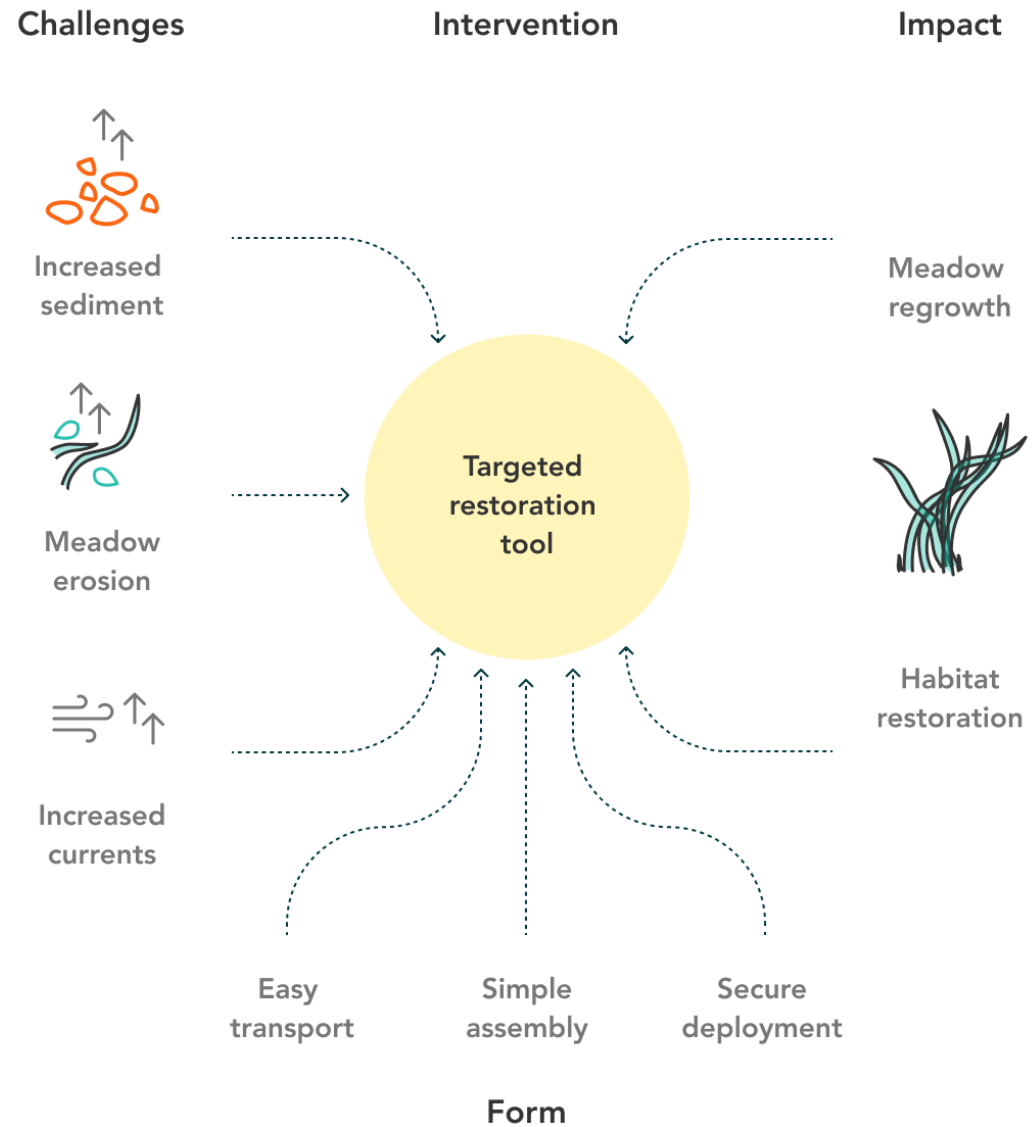 Challenges
Intervention
Impact
Increased
sediment
Meadow
regrowth
Targeted
restoration
tool
Meadow
erosion
Habitat
restoration
Increased
currents
Easy
transport
Simple
assembly
Secure
deployment
Form